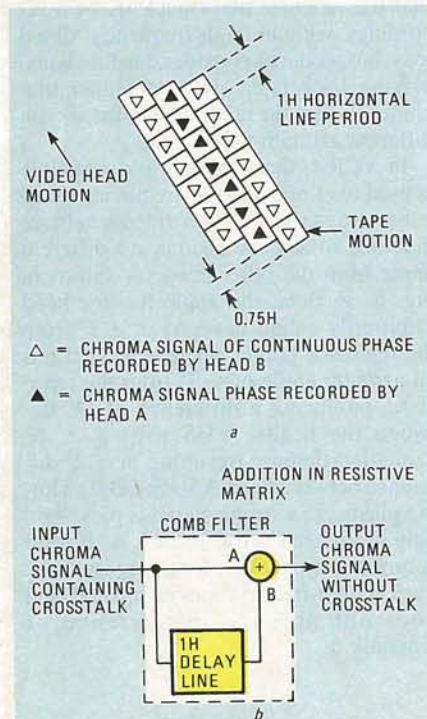 1H HORIZONTAL
LINE PERIOD
VIDEO HEAD
MOTION
TAPE
MOTION
0.75H
△ = CHROMA SIGNAL OF CONTINUOUS PHASE
RECORDED BY HEAD B
▲ = CHROMA SIGNAL PHASE RECORDED BY
HEAD A
a
ADDITION IN RESISTIVE
MATRIX
COMB FILTER
INPUT
CHROMA
SIGNAL
CONTAINING
CROSSTALK
A
+
B
OUTPUT
CHROMA
SIGNAL
WITHOUT
CROSSTALK
1H
DELAY
LINE
b